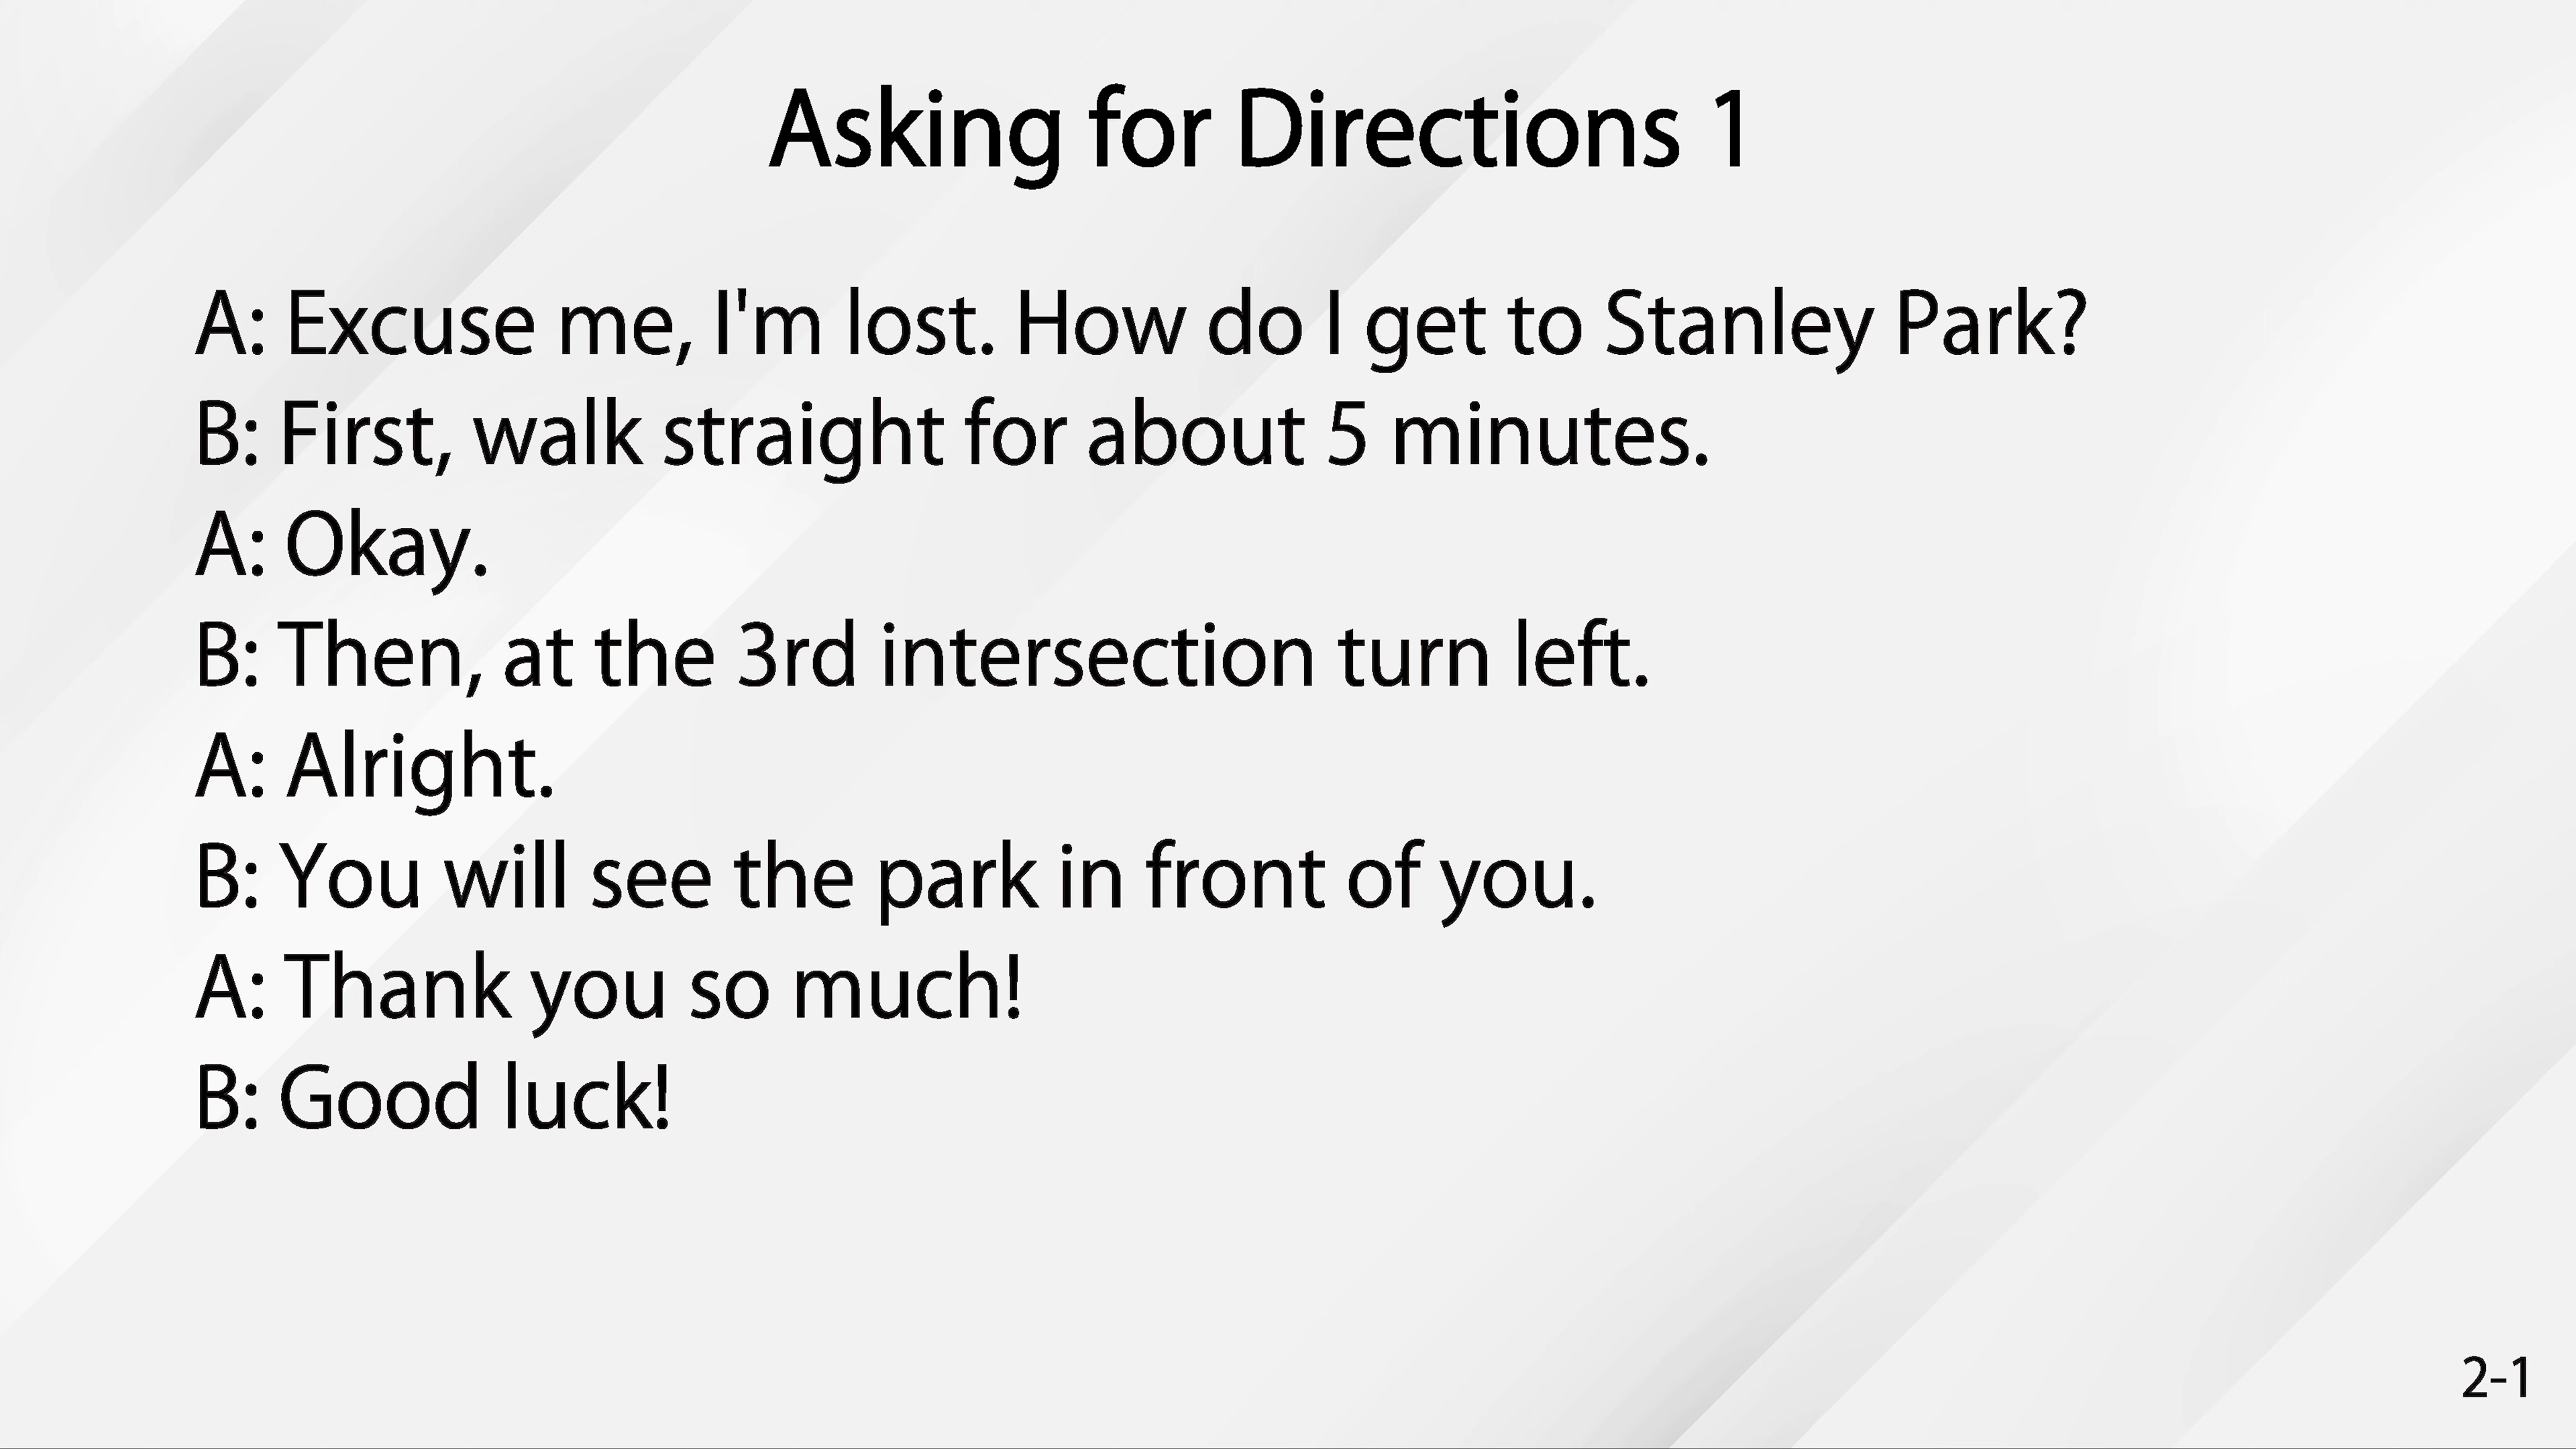 Asking for Directions 1
A: Excuse me, I'm lost. How do I get to Stanley Park?
B: First, walk straight for about 5 minutes.
A: Okay.
B: Then, at the 3rd intersection turn left.
A: Alright.
B: You will see the park in front of you.
A: Thank you so much!
B: Good luck!
2-1